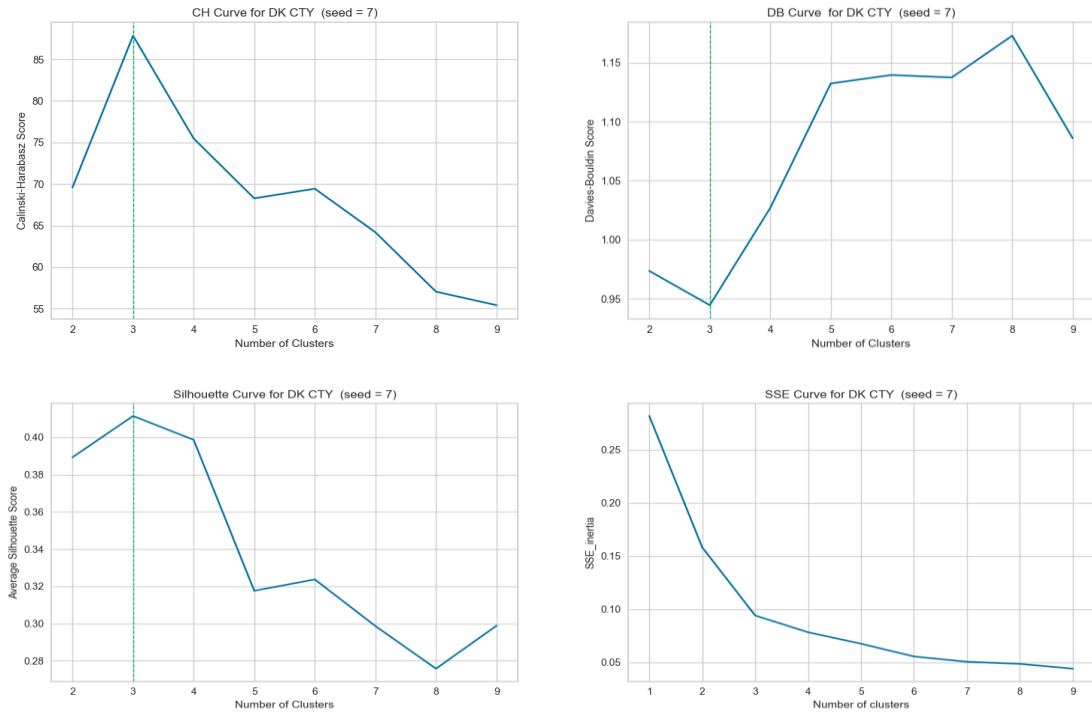 CH Curve for DK CTY (seed = 7)
Calinski-Harabasz Score
85
80
75
70
65
60
55
2 3 4 5 6 7 8 9
Number of Clusters
DB Curve for DK CTY (seed = 7)
Davies-Bouldin Score
1.15
1.10
1.05
1.00
0.95
2 3 4 5 6 7 8 9
Number of Clusters
Silhouette Curve for DK CTY (seed = 7)
Average Silhouette Score
0.40
0.38
0.36
0.34
0.32
0.30
0.28
2 3 4 5 6 7 8 9
Number of Clusters
SSE Curve for DK CTY (seed = 7)
SSE_inertia
0.25
0.20
0.15
0.10
0.05
1 2 3 4 5 6 7 8 9
Number of clusters